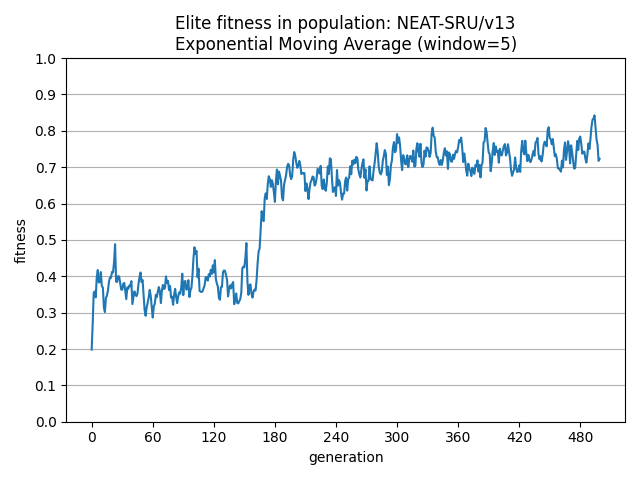 Elite fitness in population: NEAT-SRU/v13
Exponential Moving Average (window=5)
1.0
0.9
0.8
0.7
0.6
0.5
0.4
0.3
0.2
0.1
0.0
fitness
0 60 120 180 240 300 360 420 480
generation